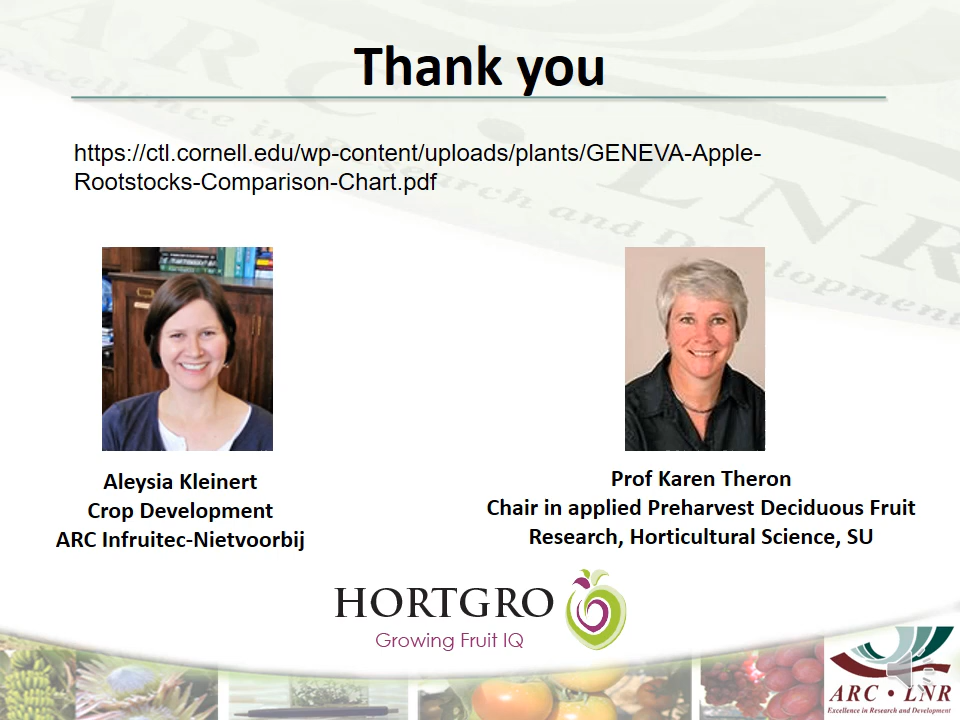 Thank you
https://ctl.cornell.edu/wp-content/uploads/plants/GENEVA-Apple-
Rootstocks-Comparison-Chart.pdf
Aleysia Kleinert
Crop Development
ARC Infruitec-Nietvoorbij
Prof Karen Theron
Chair in applied Preharvest Deciduous Fruit
Research, Horticultural Science, SU
HORTGRO
Growing Fruit IQ
ARC • LNR
Excellence in Research and Development